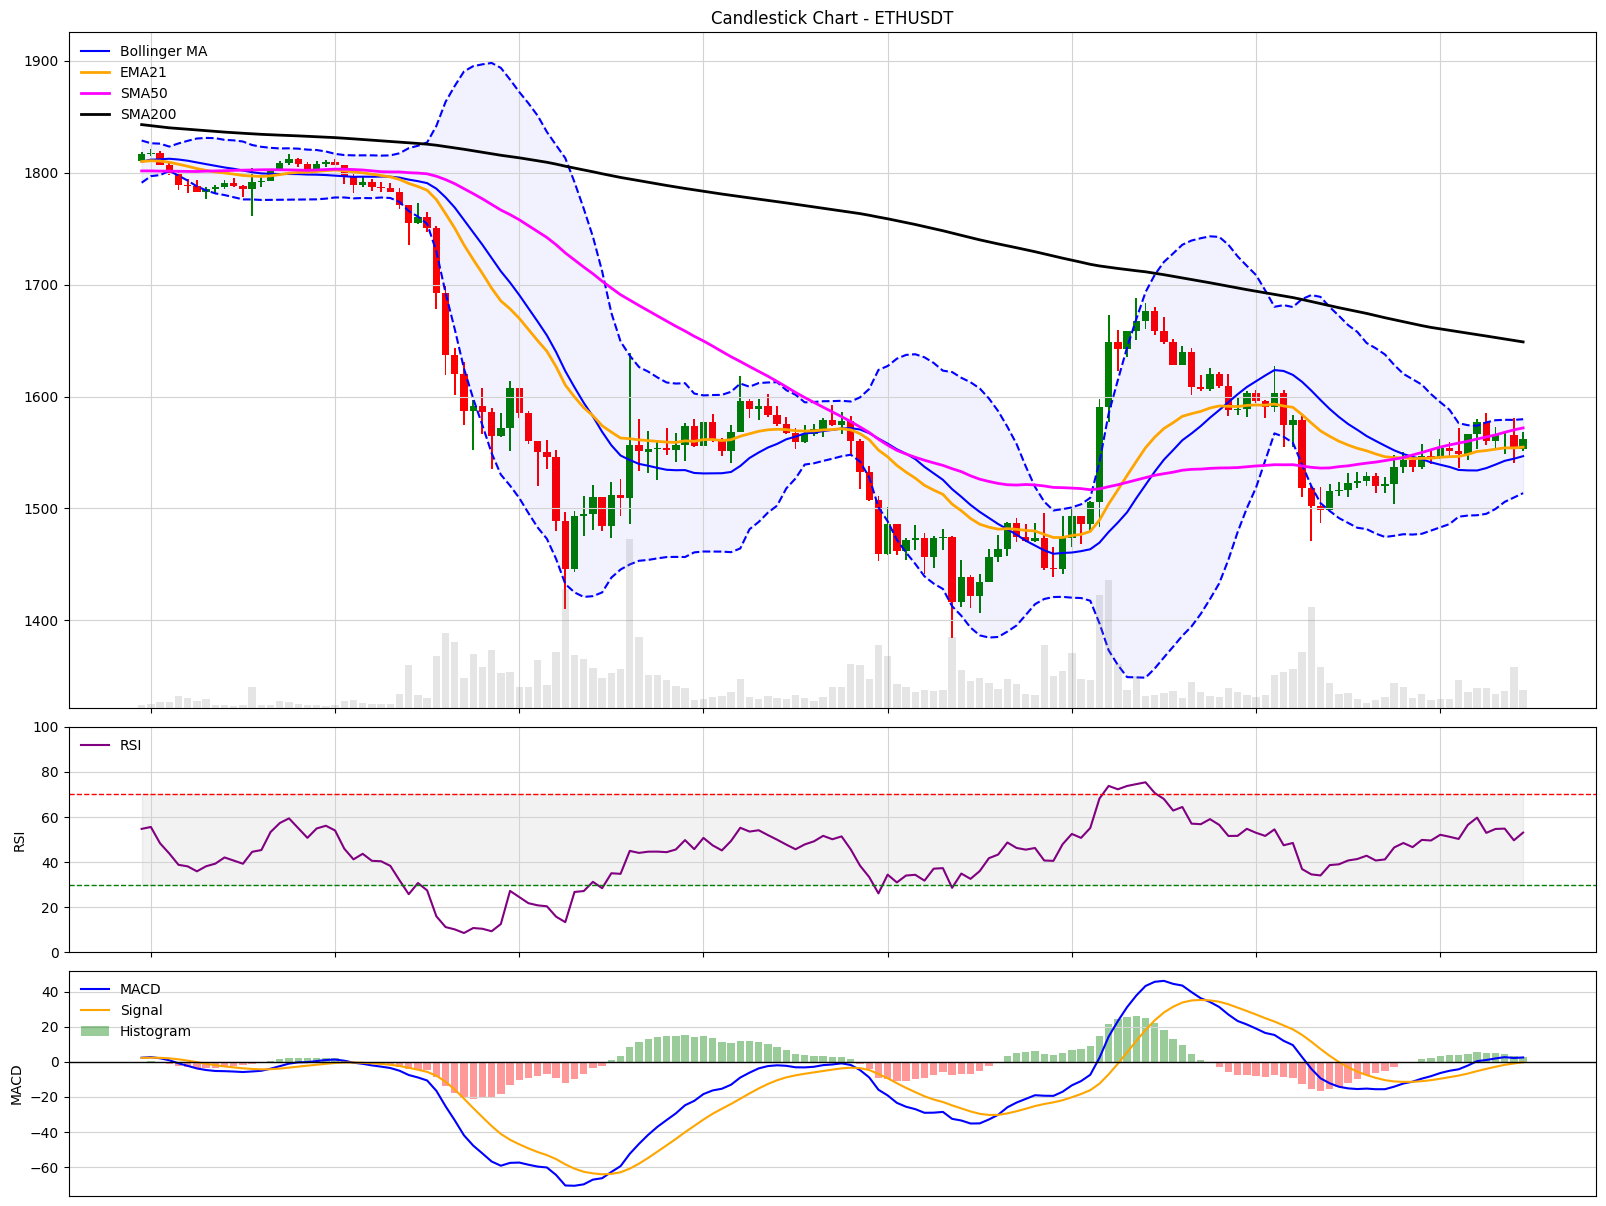 Candlestick Chart - ETHUSDT
Bollinger MA
EMA21
SMA50
SMA200
1900
1800
1700
1600
1500
1400
RSI
100
80
60
40
20
0
RSI
MACD
Signal
Histogram
40
20
0
−20
−40
−60
MACD